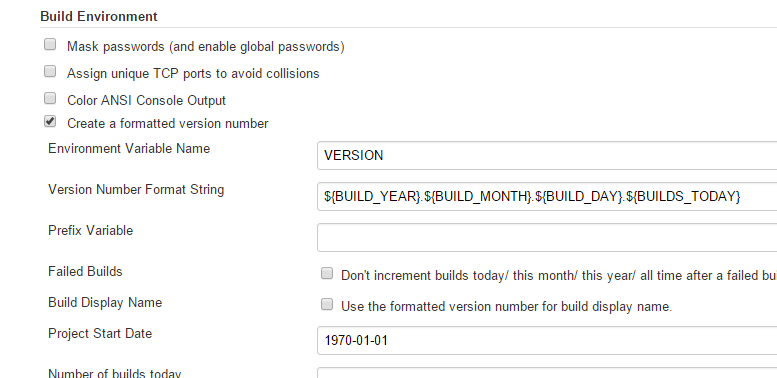 Build Environment
Mask passwords (and enable global passwords)
Assign unique TCP ports to avoid collisions
Color ANSI Console Output
Create a formatted version number
Environment Variable Name
VERSION
Version Number Format String
${BUILD_YEAR}.${BUILD_MONTH}.${BUILD_DAY}.${BUILDS_TODAY}
Prefix Variable
Failed Builds
Don't increment builds today/ this month/ this year/ all time after a failed bu
Build Display Name
Use the formatted version number for build display name.
Project Start Date
1970-01-01
Number of builds today